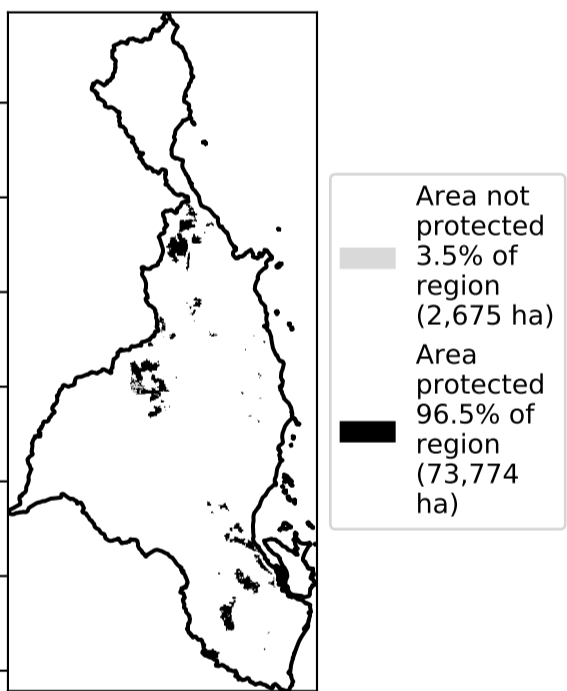 Area not
protected
3.5% of
region
(2,675 ha)
Area
protected
96.5% of
region
(73,774
ha)